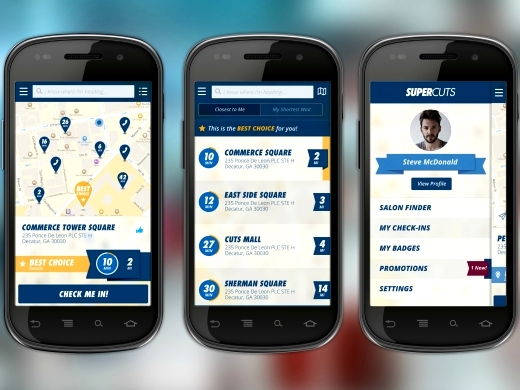 I know where I'm heading...
26
16
6
42
2
BEST
CHOICE
COMMERCE TOWER SQUARE
235 Ponce De Leon PLC STE H
Decatur, GA 30030
BEST CHOICE
10
MIN
2
MI
CHECK ME IN!
I know where I'm heading...
Closest to Me
My Shortest Wait
This is the BEST CHOICE for you!
10
MIN
COMMERCE SQUARE
235 Ponce De Leon PLC STE H
Decatur, GA 30030
2
MI
12
MIN
EAST SIDE SQUARE
235 Ponce De Leon PLC STE H
Decatur, GA 30030
3
MI
27
MIN
CUTS MALL
235 Ponce De Leon PLC STE H
Decatur, GA 30030
4
MI
30
MIN
SHERMAN SQUARE
235 Ponce De Leon PLC STE H
Decatur, GA 30030
14
MI
SUPERCUTS
Steve McDonald
View Profile
SALON FINDER
MY CHECK-INS
MY BADGES
PROMOTIONS
1 New!
SETTINGS